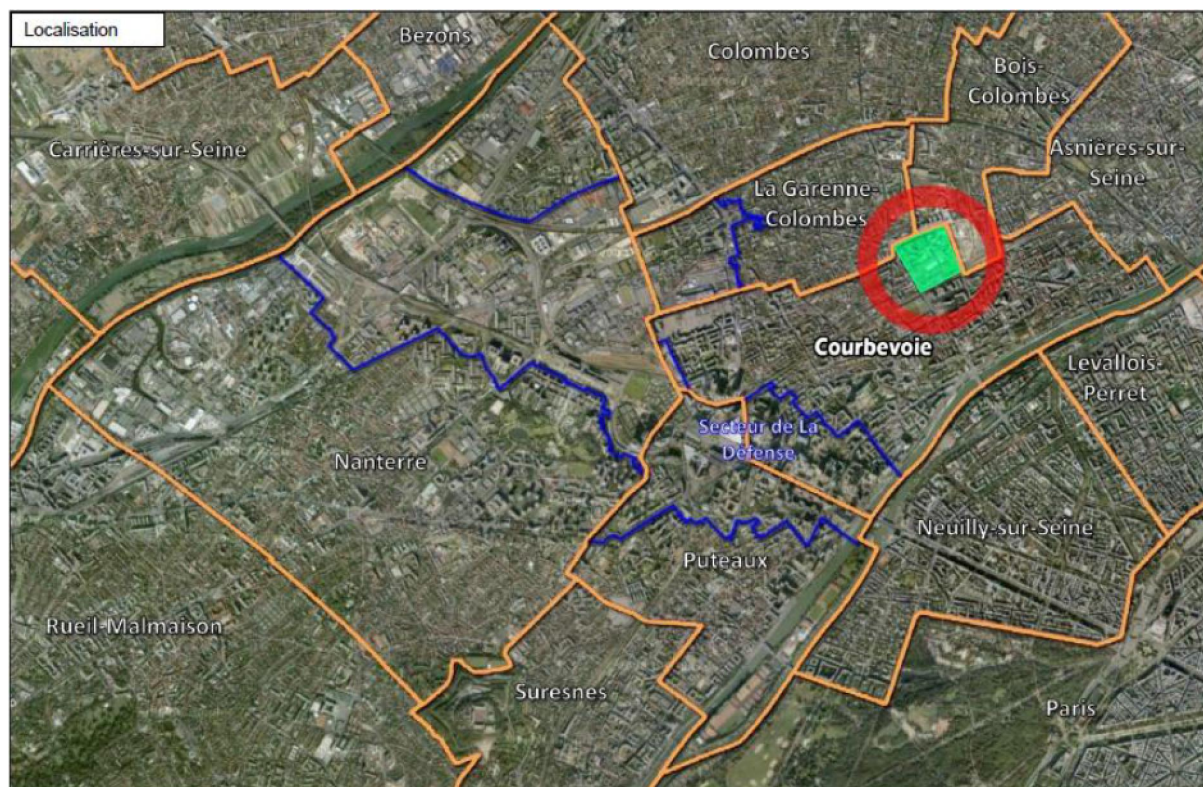 Localisation
Bezons
Colombes
Bois-
Colombes
Carrières-sur-Seine
Asnières-sur-
Seine
La Garenne-
Colombes
Courbevoie
Levallois-
Perret
Secteur de La
Défense
Nanterre
Neuilly-sur-Seine
Puteaux
Rueil-Malmaison
Suresnes
Paris